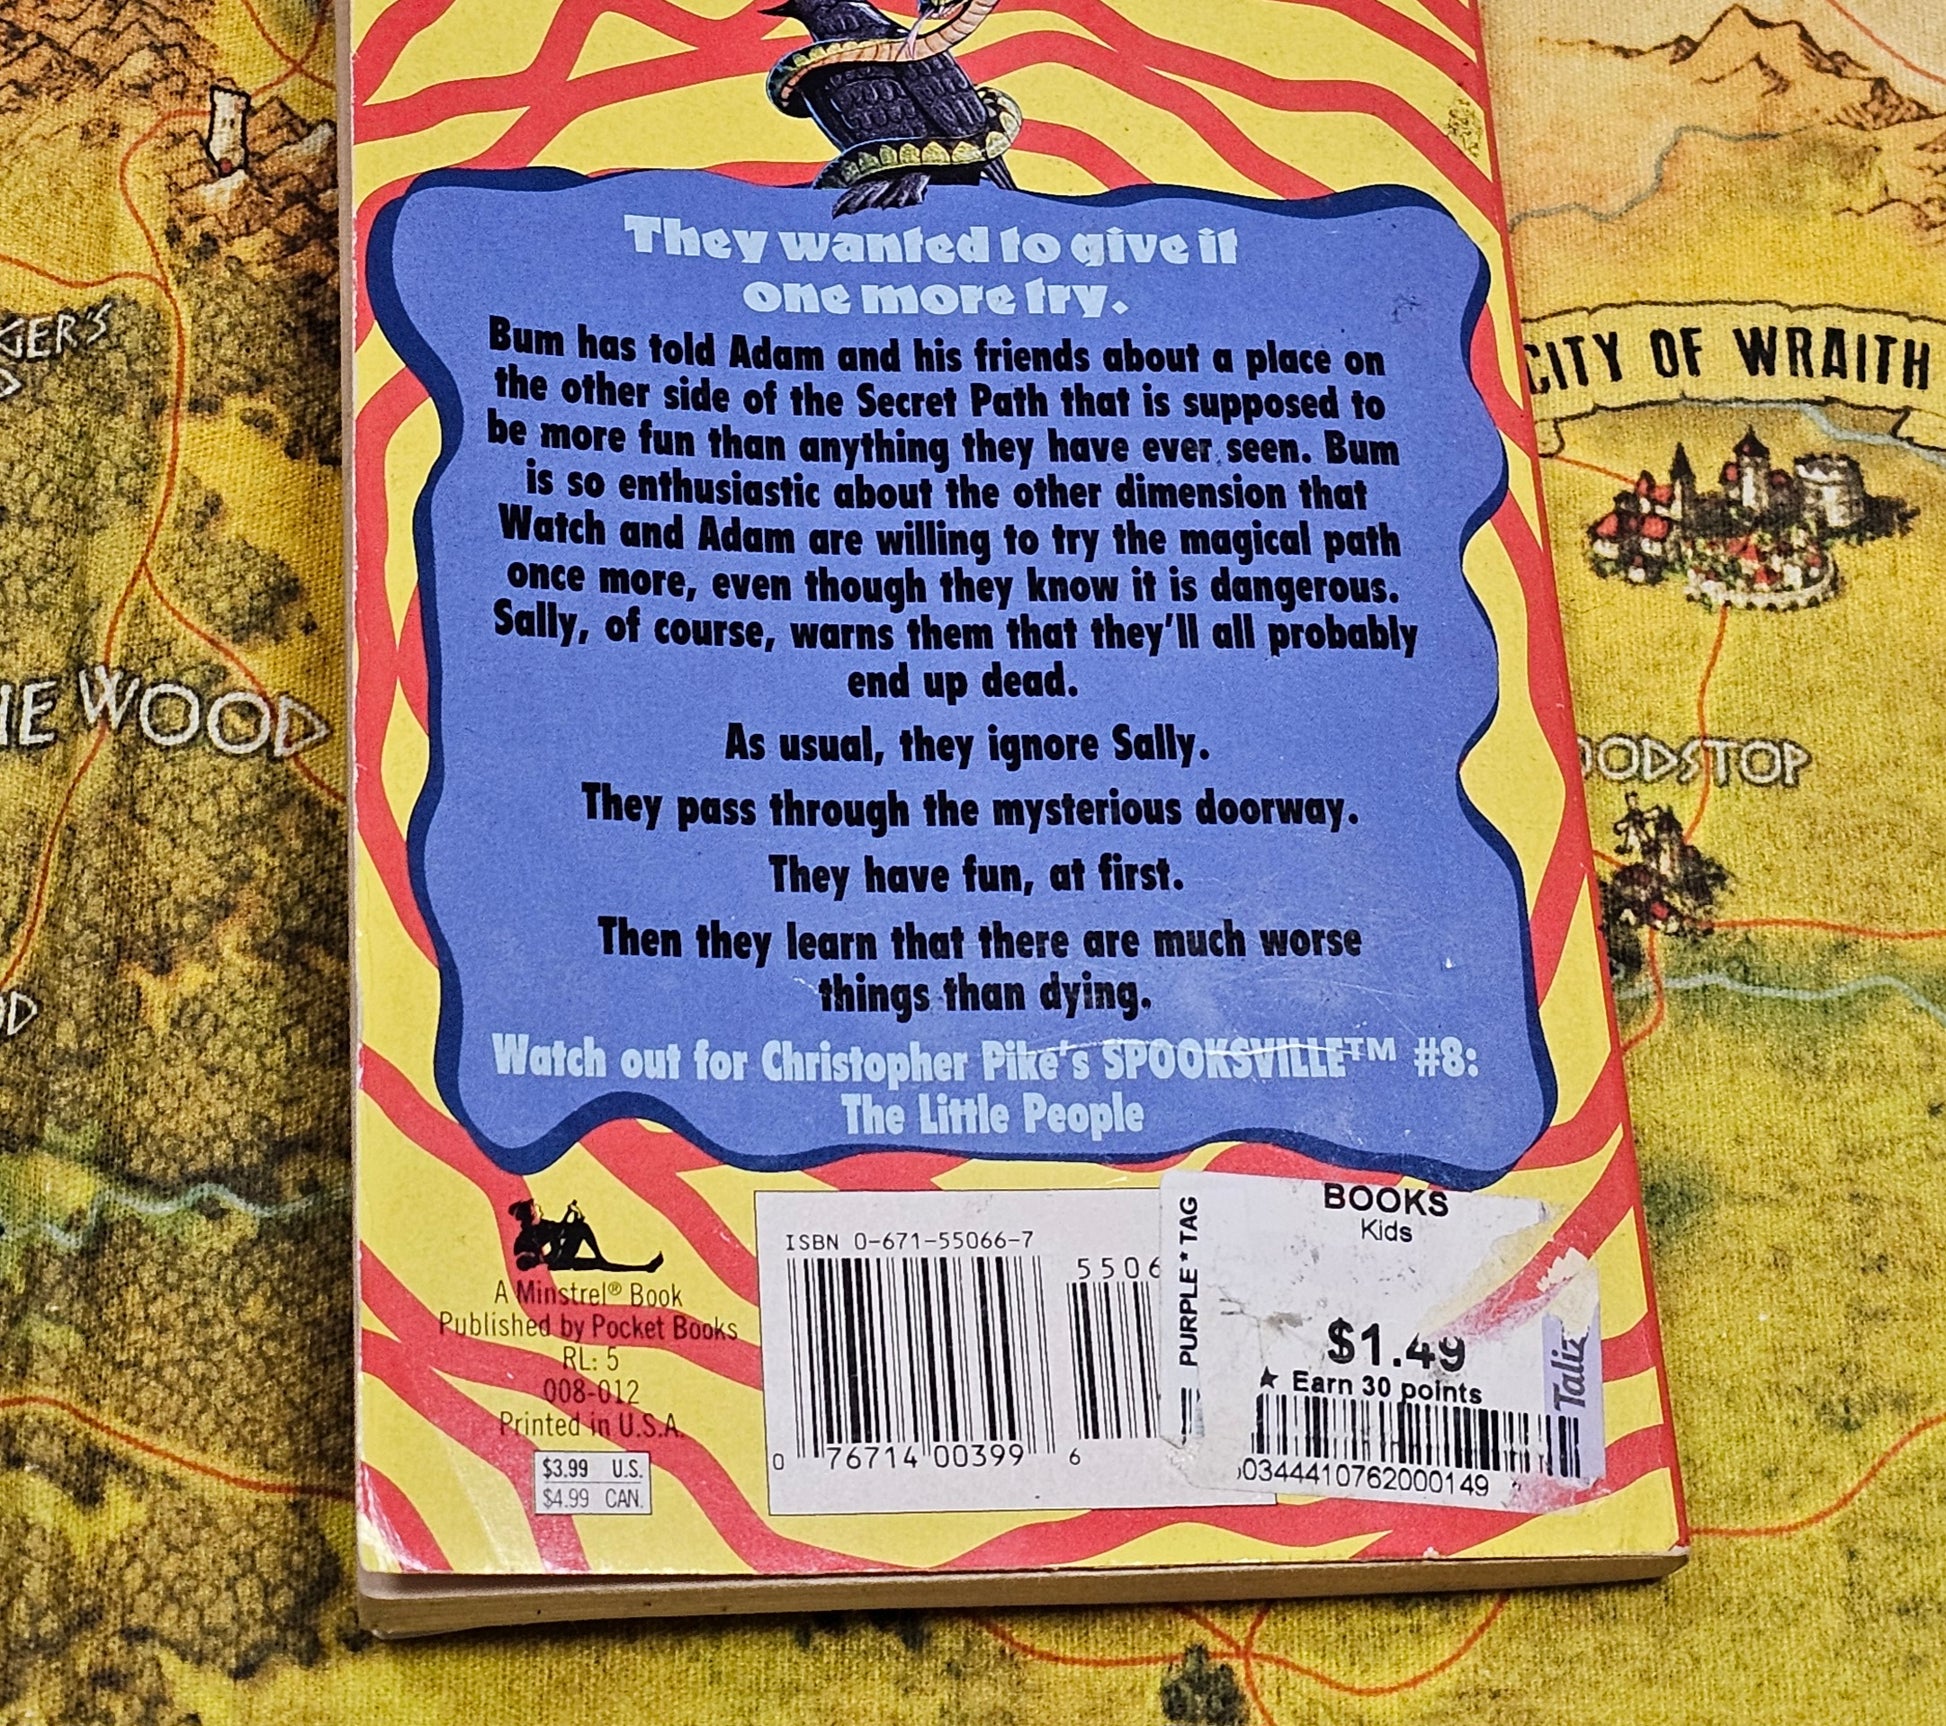 They wanted to give it
one more try.
Bum has told Adam and his friends about a place on
the other side of the Secret Path that is supposed to
be more fun than anything they have ever seen. Bum
is so enthusiastic about the other dimension that
Watch and Adam are willing to try the magical path
once more, even though they know it is dangerous.
Sally, of course, warns them that they'll all probably
end up dead.
As usual, they ignore Sally.
They pass through the mysterious doorway.
They have fun, at first.
Then they learn that there are much worse
things than dying.
Watch out for Christopher Pike's SPOOKSVILLE™ #8:
The Little People
A Minstrel® Book
Published by Pocket Books
RL: 5
008-012
Printed in U.S.A.
$3.99 U.S.
$4.99 CAN.
ISBN 0-671-55066-7
5506
0 76714 00399 6
PURPLE*TAG
BOOKS
Kids
$1.49
★ Earn 30 points
0344410762000149
GER'S
WOOD
CITY OF WRAITH
OODSTOP